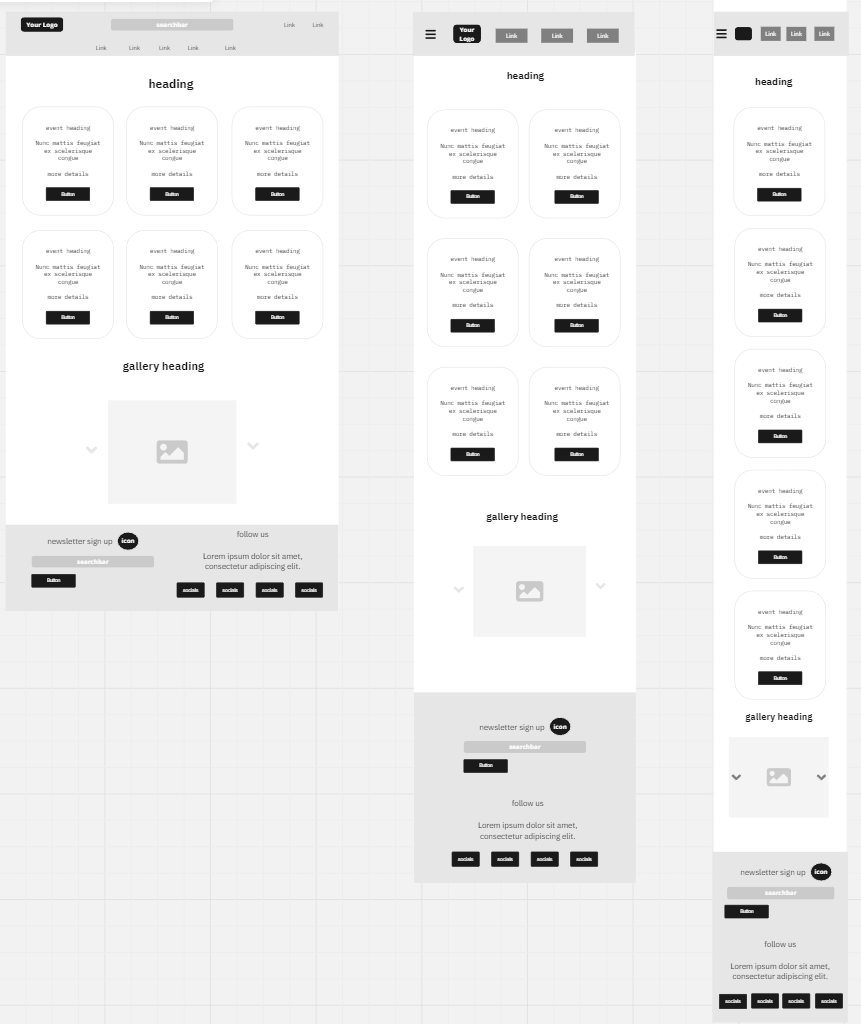 Your Logo
searchbar
Link Link
Link Link Link Link Link
heading
event heading event heading event heading
Nunc mattis feugiat Nunc mattis feugiat Nunc mattis feugiat
ex scelerisque ex scelerisque ex scelerisque
congue congue congue
more details more details more details
Button Button Button
event heading event heading event heading
Nunc mattis feugiat Nunc mattis feugiat Nunc mattis feugiat
ex scelerisque ex scelerisque ex scelerisque
congue congue congue
more details more details more details
Button Button Button
gallery heading
newsletter sign up icon
searchbar
Button
follow us
Lorem ipsum dolor sit amet,
consectetur adipiscing elit.
socials socials socials socials
Your
Logo
Link Link Link
heading
event heading event heading
Nunc mattis feugiat Nunc mattis feugiat
ex scelerisque ex scelerisque
congue congue
more details more details
Button Button
event heading event heading
Nunc mattis feugiat Nunc mattis feugiat
ex scelerisque ex scelerisque
congue congue
more details more details
Button Button
event heading event heading
Nunc mattis feugiat Nunc mattis feugiat
ex scelerisque ex scelerisque
congue congue
more details more details
Button Button
gallery heading
newsletter sign up icon
searchbar
Button
follow us
Lorem ipsum dolor sit amet,
consectetur adipiscing elit.
socials socials socials socials
Link Link Link
heading
event heading
Nunc mattis feugiat
ex scelerisque
congue
more details
Button
event heading
Nunc mattis feugiat
ex scelerisque
congue
more details
Button
event heading
Nunc mattis feugiat
ex scelerisque
congue
more details
Button
event heading
Nunc mattis feugiat
ex scelerisque
congue
more details
Button
event heading
Nunc mattis feugiat
ex scelerisque
congue
more details
Button
gallery heading
newsletter sign up icon
searchbar
Button
follow us
Lorem ipsum dolor sit amet,
consectetur adipiscing elit.
socials socials socials socials